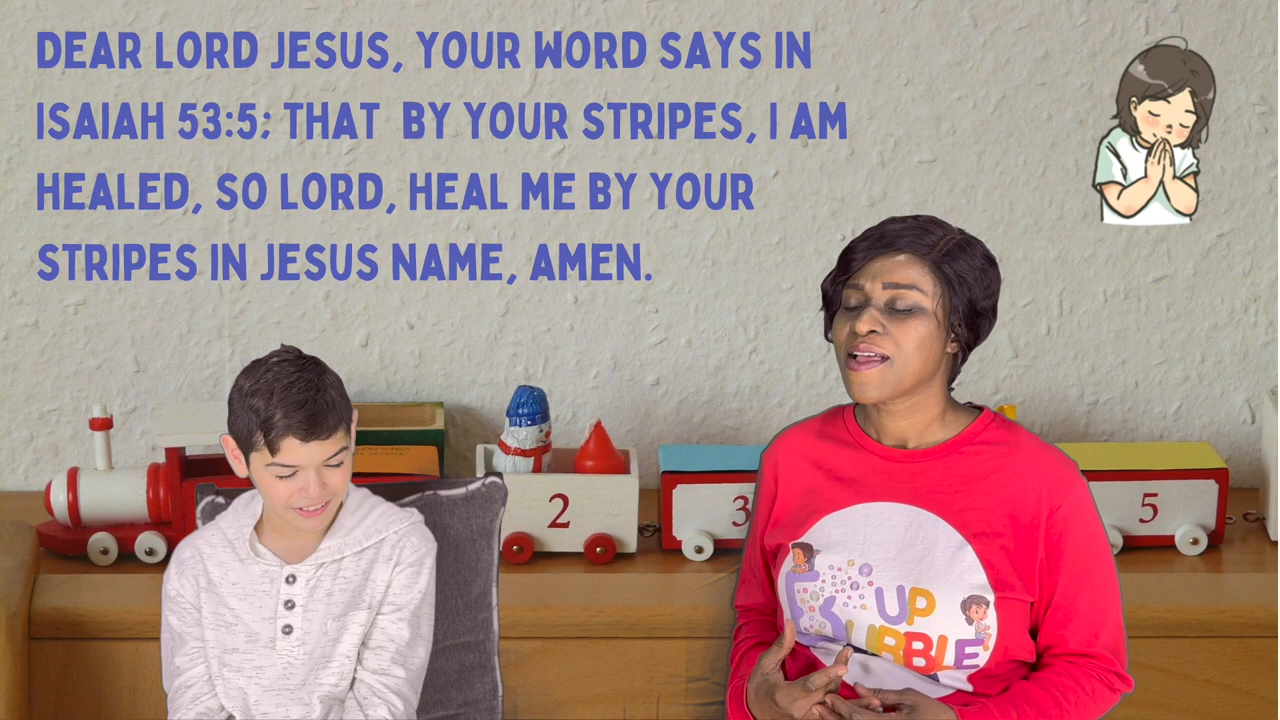 DEAR LORD JESUS, YOUR WORD SAYS IN
ISAIAH 53:5; THAT BY YOUR STRIPES, I AM
HEALED, SO LORD, HEAL ME BY YOUR
STRIPES IN JESUS NAME, AMEN.
2
3
5
UP